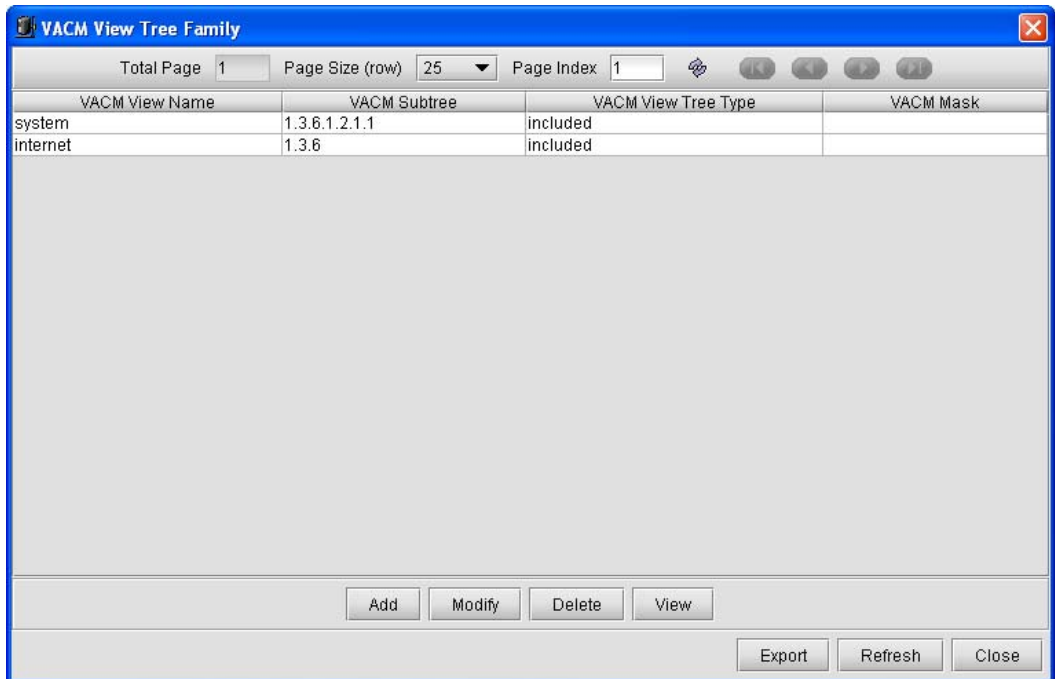 VACM View Tree Family
Total Page 1 Page Size (row) 25 Page Index 1
VACM View Name VACM Subtree VACM View Tree Type VACM Mask
system 1.3.6.1.2.1.1 included
internet 1.3.6 included
Add Modify Delete View
Export Refresh Close